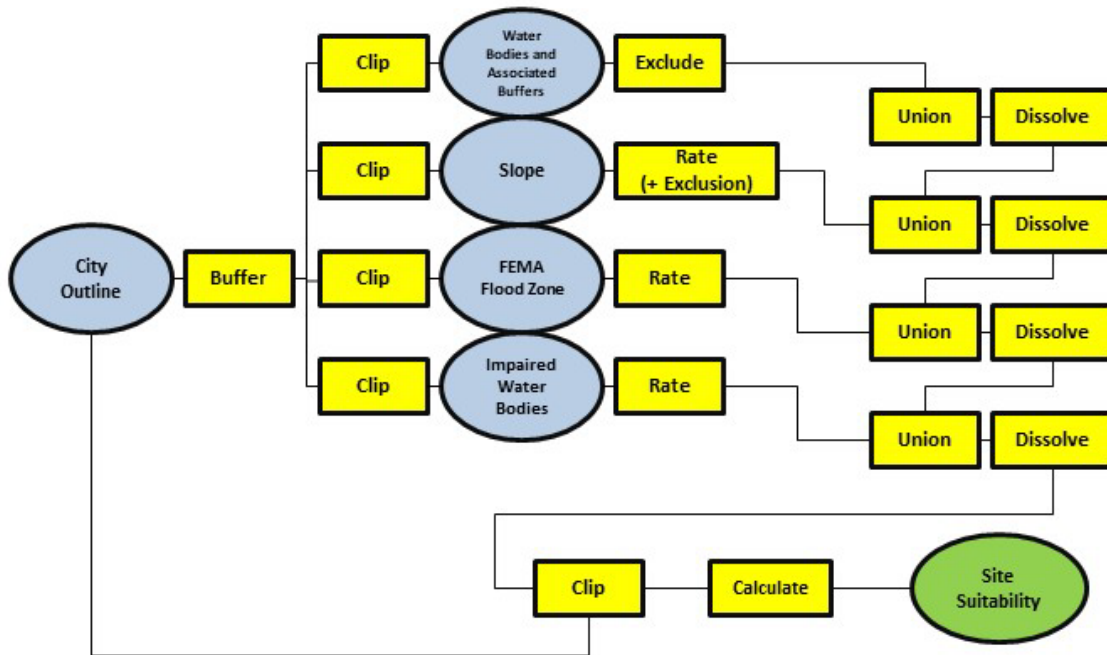 Clip
Water
Bodies and
Associated
Buffers
Exclude
Union
Dissolve
Clip
Slope
Rate
(+ Exclusion)
Union
Dissolve
City
Outline
Buffer
Clip
FEMA
Flood Zone
Rate
Union
Dissolve
Clip
Impaired
Water
Bodies
Rate
Union
Dissolve
Clip
Calculate
Site
Suitability